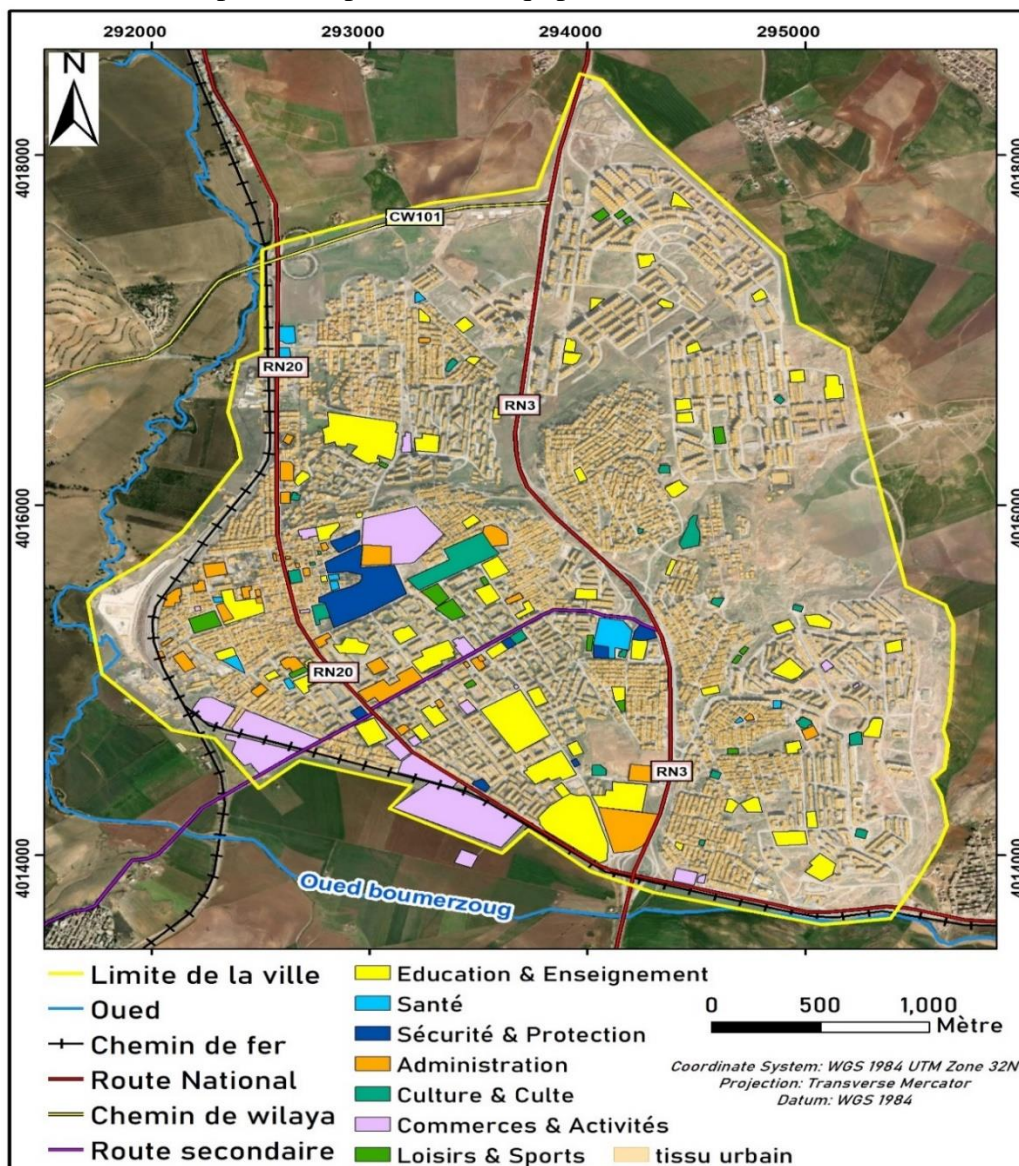 292000 293000 294000 295000
N
4018000 4018000
CW101
RN20
RN3
4016000 4016000
RN20
RN3
4014000 4014000
Oued boumerzoug
Limite de la ville
Oued
Chemin de fer
Route National
Chemin de wilaya
Route secondaire
Education & Enseignement
Santé
Sécurité & Protection
Administration
Culture & Culte
Commerces & Activités
Loisirs & Sports
tissu urbain
0 500 1,000
Mètre
Coordinate System: WGS 1984 UTM Zone 32N
Projection: Transverse Mercator
Datum: WGS 1984